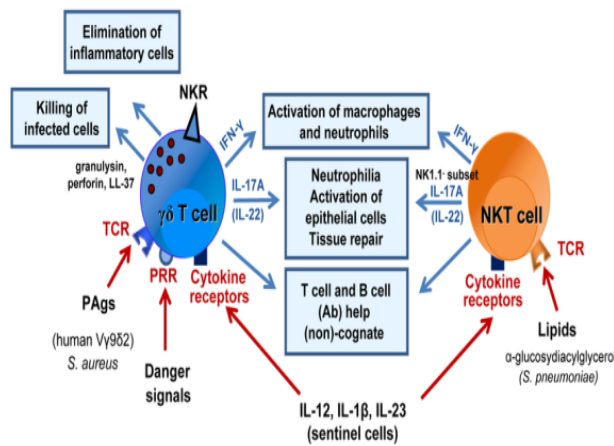 Elimination of
inflammatory cells
Killing of
infected cells
NKR
granulysin,
perforin, LL-37
γδ T cell
TCR
PRR
Cytokine
receptors
PAgs
(human Vγ9δ2)
S. aureus
Danger
signals
IFN-γ
IL-17A
(IL-22)
Activation of macrophages
and neutrophils
Neutrophilia
Activation of
epithelial cells
Tissue repair
T cell and B cell
(Ab) help
(non)-cognate
IFN-γ
NK1.1- subset
IL-17A
(IL-22)
NKT cell
TCR
Cytokine
receptors
Lipids
α-glucosydiacylglycero
(S. pneumoniae)
IL-12, IL-1β, IL-23
(sentinel cells)